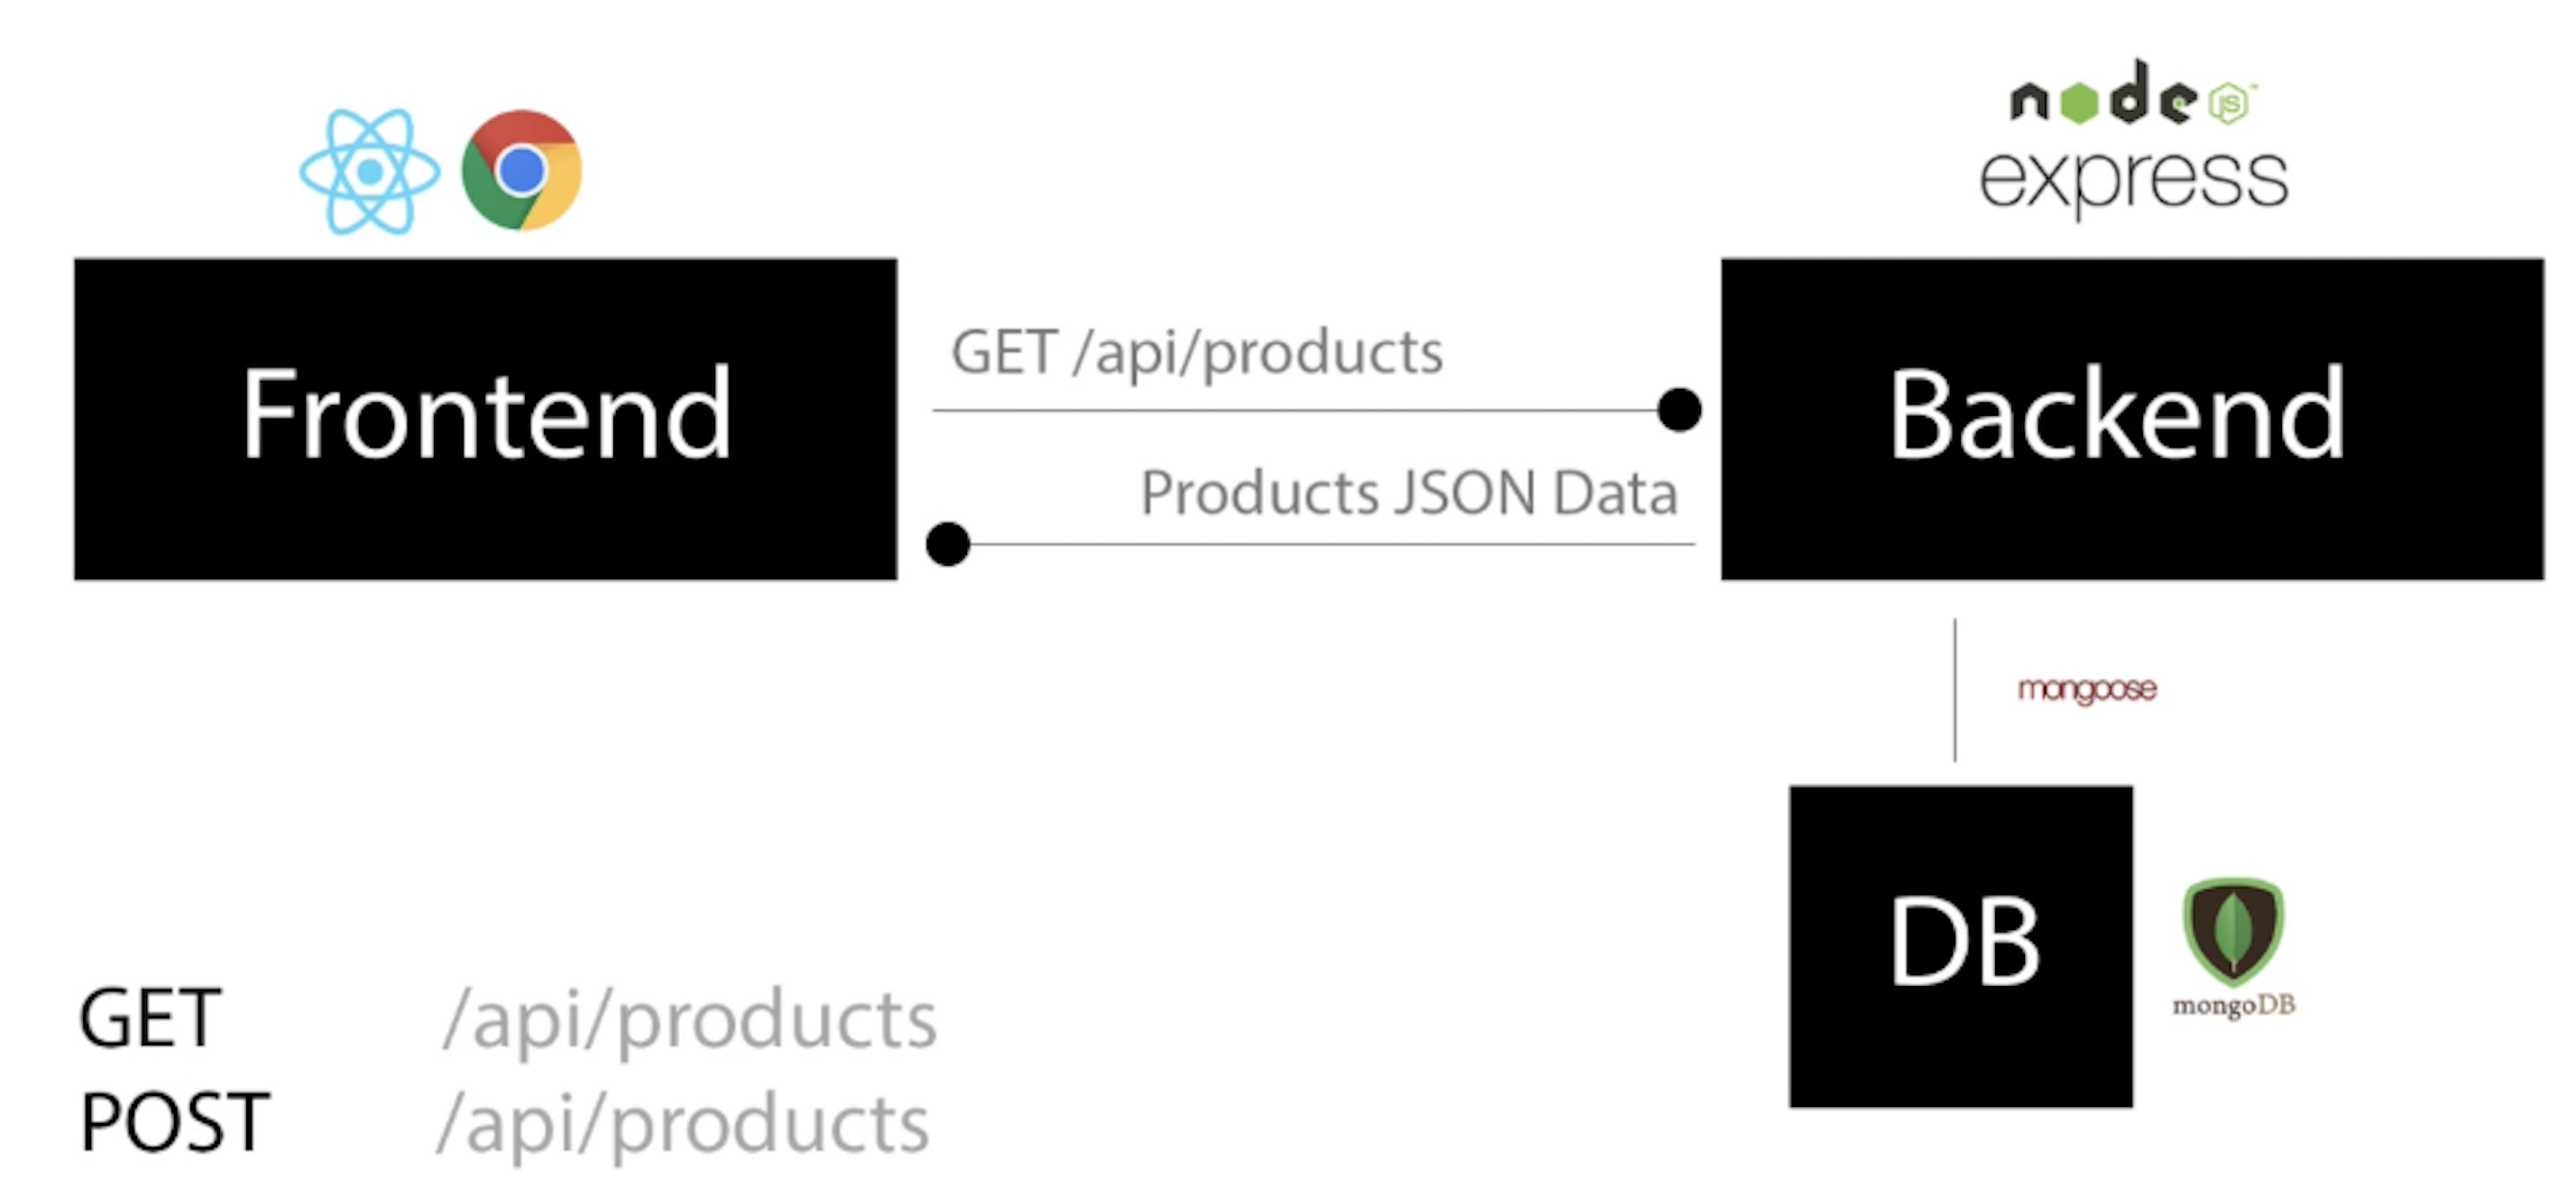 node JS™
express
Frontend
GET /api/products
Products JSON Data
Backend
mongoose
DB
mongoDB
GET /api/products
POST /api/products